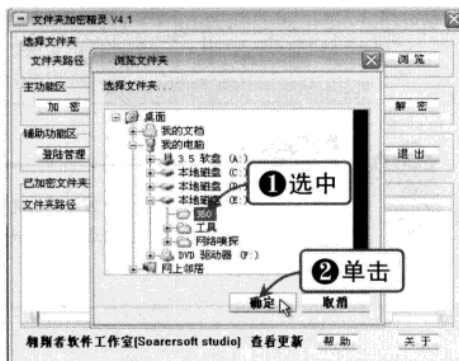 文件夹加密精灵 V4.1
选择文件夹
文件夹路径
浏览
浏览文件夹
选择文件夹...
主功能区
加密
解密
辅助功能区
登陆管理
退出
已加密文件夹
文件夹路径
桌面
我的文档
我的电脑
3.5 软盘 (A:)
本地磁盘 (C:)
本地磁盘 (D:)
本地磁盘 (E:)
360
工具
网络嗅探
DVD 驱动器 (F:)
网上邻居
❶选中
❷单击
确定
取消
翱翔者软件工作室[Soarersoft studio] 查看更新 帮助 关于